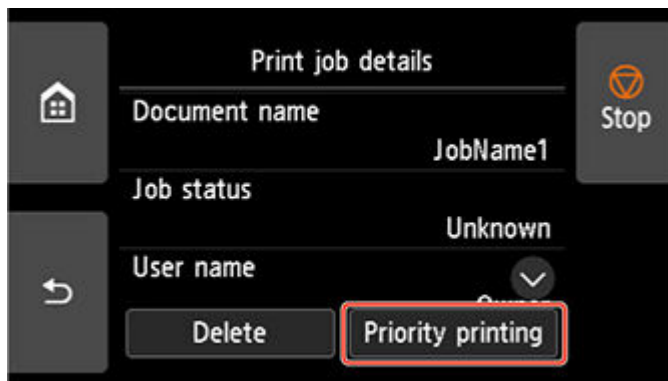 Print job details
Document name
JobName1
Stop
Job status
Unknown
User name
Delete
Priority printing